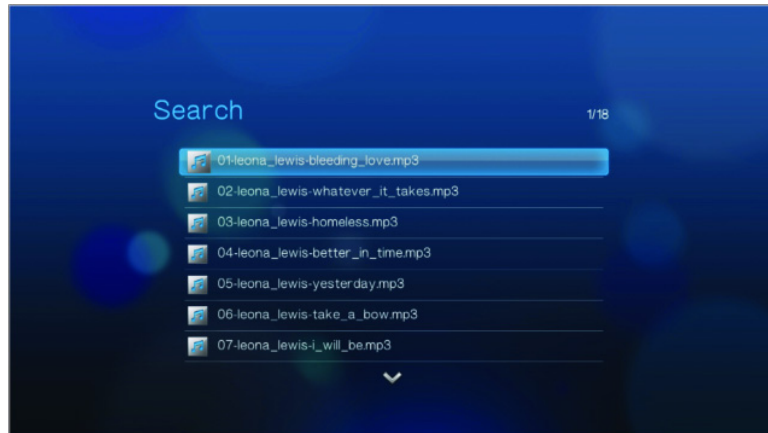 Search
1/18
01-leona_lewis-bleeding_love.mp3
02-leona_lewis-whatever_it_takes.mp3
03-leona_lewis-homeless.mp3
04-leona_lewis-better_in_time.mp3
05-leona_lewis-yesterday.mp3
06-leona_lewis-take_a_bow.mp3
07-leona_lewis-i_will_be.mp3